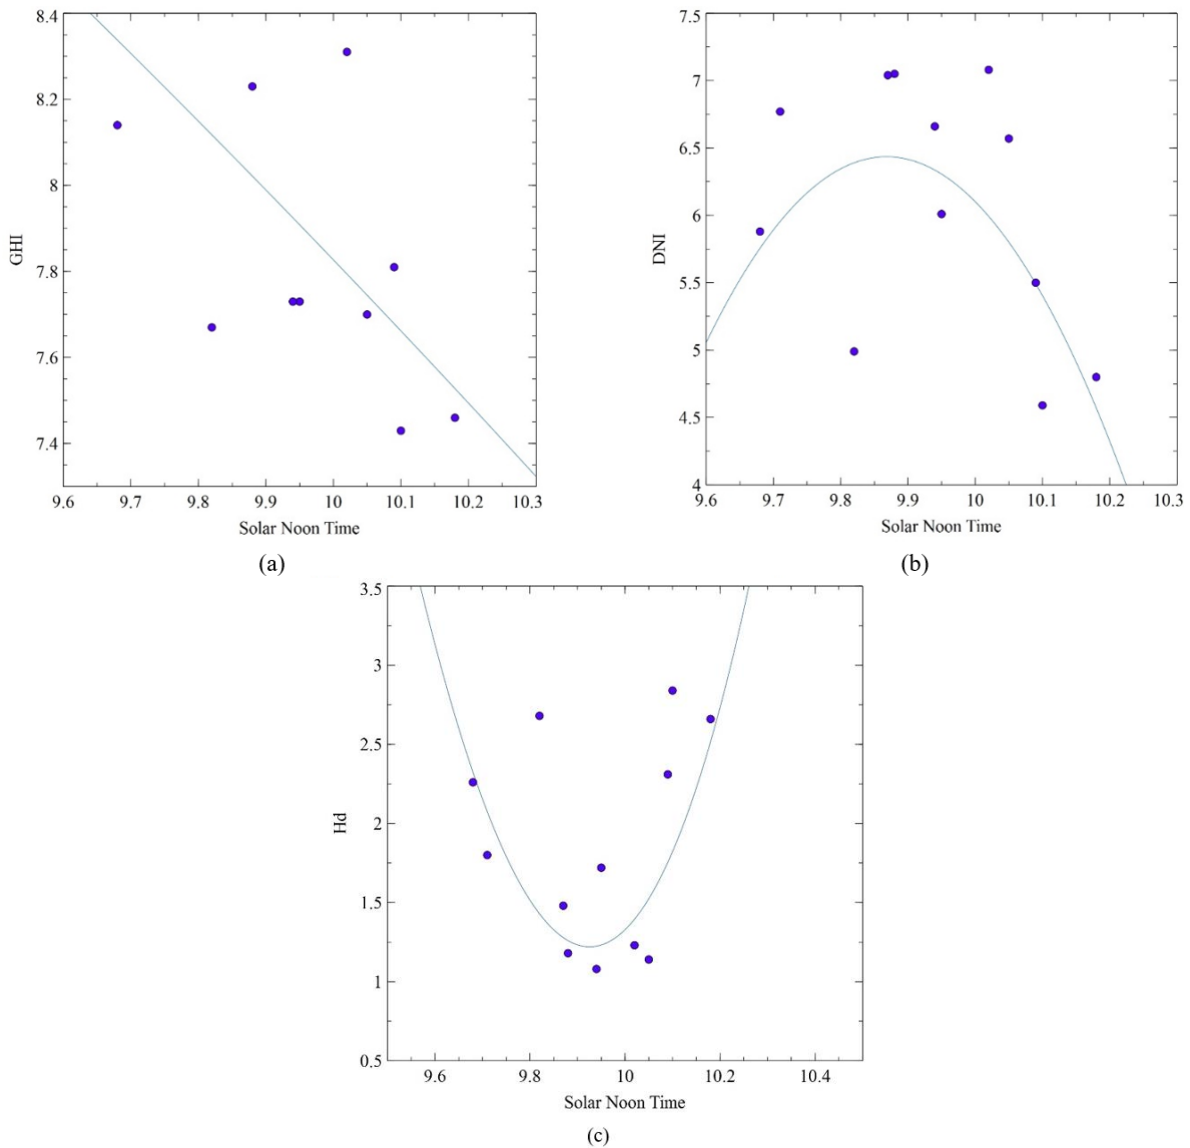 8.4
8.2
8
7.8
7.6
7.4
GHI
9.6 9.7 9.8 9.9 10 10.1 10.2 10.3
Solar Noon Time
(a)
7.5
7
6.5
6
5.5
5
4.5
4
DNI
9.6 9.7 9.8 9.9 10 10.1 10.2 10.3
Solar Noon Time
(b)
3.5
3
2.5
2
1.5
1
0.5
Hd
9.6 9.8 10 10.2 10.4
Solar Noon Time
(c)